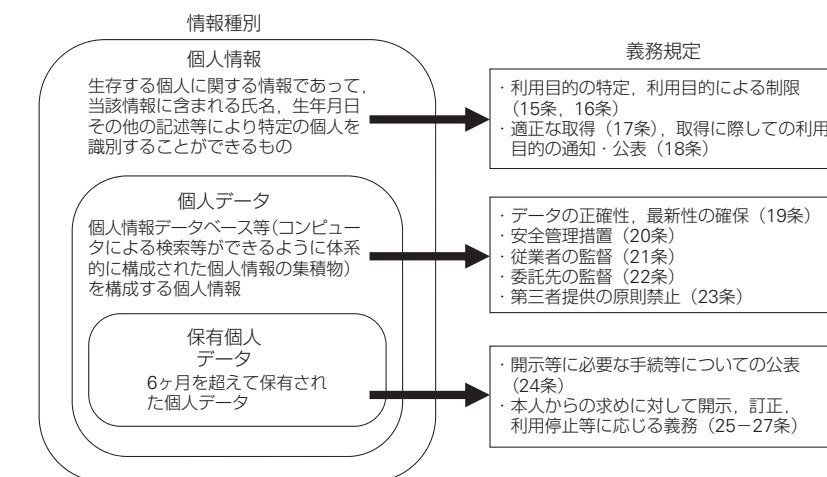 情報種別
個人情報
生存する個人に関する情報であって，
当該情報に含まれる氏名，生年月日
その他の記述等により特定の個人を
識別することができるもの
個人データ
個人情報データベース等（コンピュー
タによる検索等ができるように体系
的に構成された個人情報の集積物）
を構成する個人情報
保有個人
データ
6ヶ月を超えて保有され
た個人データ
義務規定
・利用目的の特定，利用目的による制限
（15条，16条）
・適正な取得（17条），取得に際しての利用
目的の通知・公表（18条）
・データの正確性，最新性の確保（19条）
・安全管理措置（20条）
・従業者の監督（21条）
・委託先の監督（22条）
・第三者提供の原則禁止（23条）
・開示等に必要な手続等についての公表
（24条）
・本人からの求めに対して開示，訂正，
利用停止等に応じる義務（25－27条）